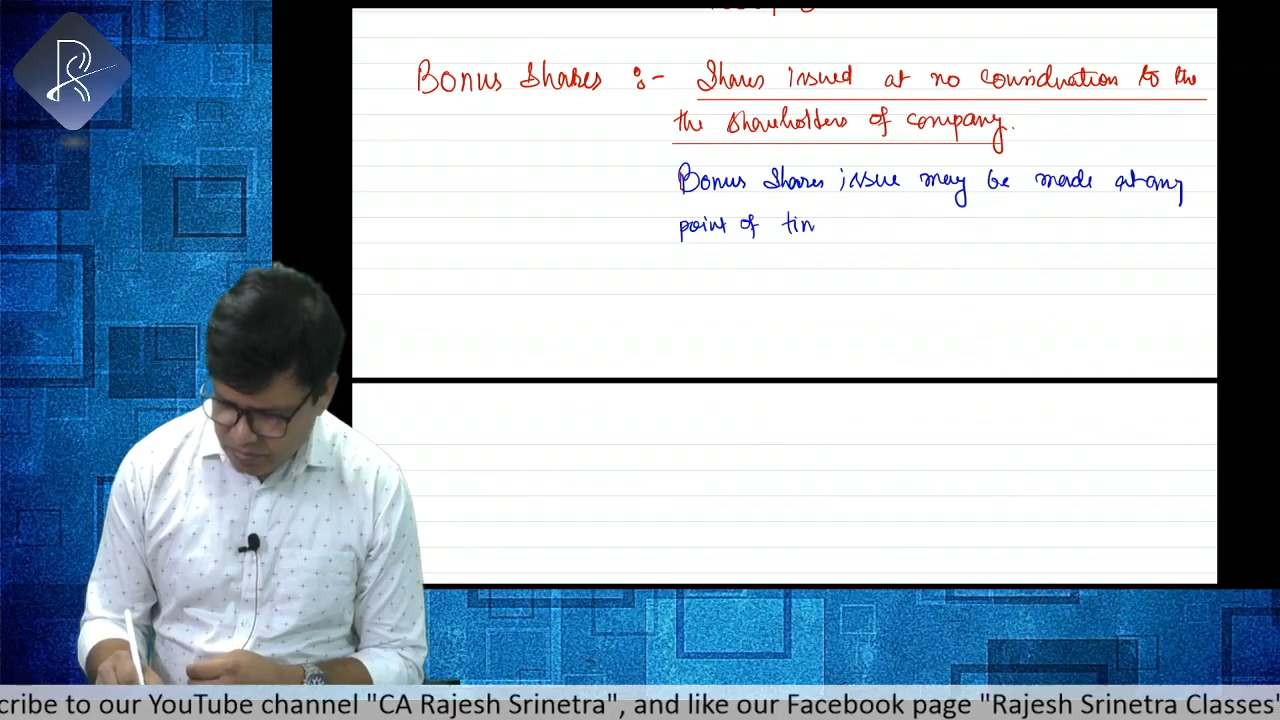 Bonus Shares :- Shares issued at no consideration to the
the shareholders of company.
Bonus Shares issue may be made at any
point of tim
cribe to our YouTube channel "CA Rajesh Srinetra", and like our Facebook page "Rajesh Srinetra Classes